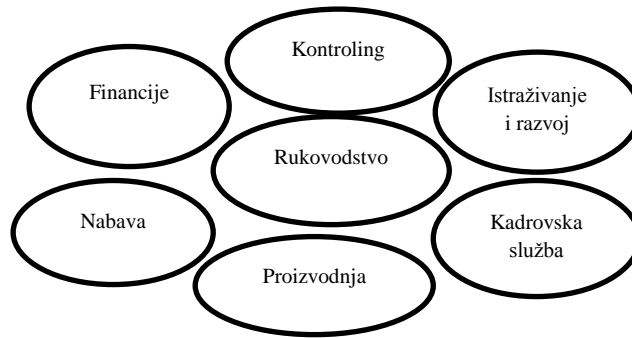 Kontroling
Financije
Istraživanje
i razvoj
Rukovodstvo
Nabava
Kadrovska
služba
Proizvodnja